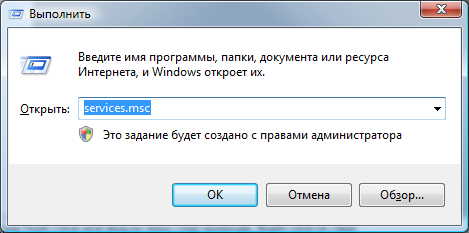 Выполнить
Введите имя программы, папки, документа или ресурса
Интернета, и Windows откроет их.
Открыть: services.msc
Это задание будет создано с правами администратора
ОК Отмена Обзор...